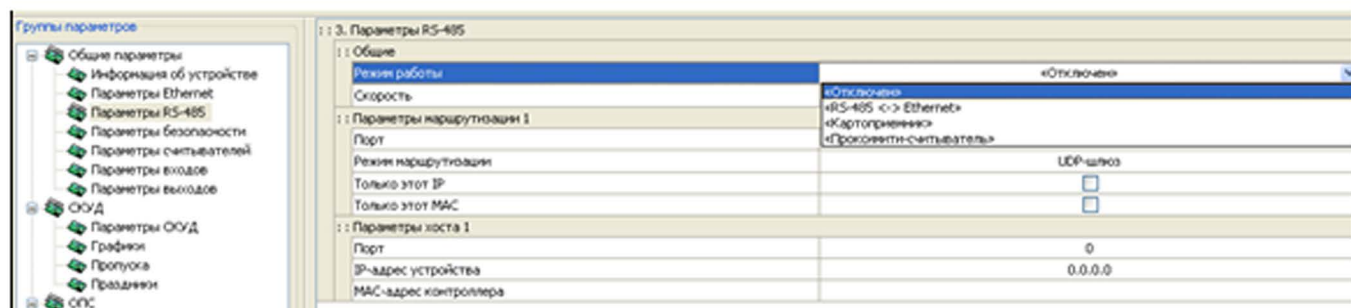 Группы параметров
Общие параметры
Информация об устройстве
Параметры Ethernet
Параметры RS-485
Параметры безопасности
Параметры считывателей
Параметры входов
Параметры выходов
СКУД
Параметры СКУД
Графики
Пропуска
Праздники
ОПС
: : 3. Параметры RS-485
: : Общие
Режим работы «Отключен»
Скорость
«Отключен»
«RS-485 <-> Ethernet»
«Картоприемник»
«Проксимити-считыватель»
: : Параметры маршрутизации 1
Порт
Режим маршрутизации UDP-шлюз
Только этот IP
Только этот MAC
: : Параметры хоста 1
Порт 0
IP-адрес устройства 0.0.0.0
MAC-адрес контроллера